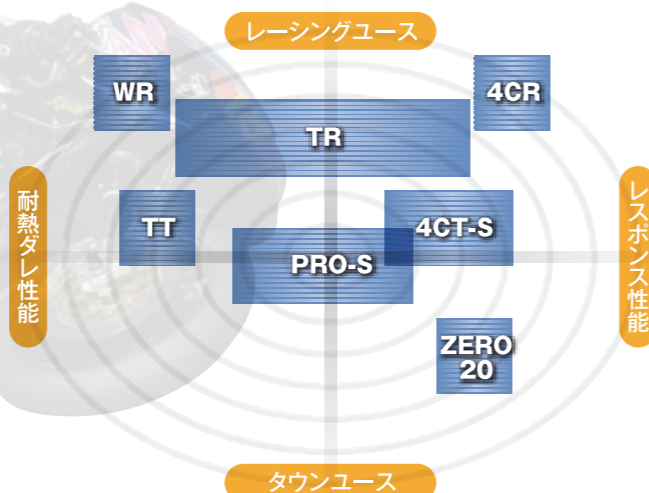 レーシングユース
WR
4CR
TR
耐熱ダレ性能
レスポンス性能
TT
4CT-S
PRO-S
ZERO
20
タウンユース